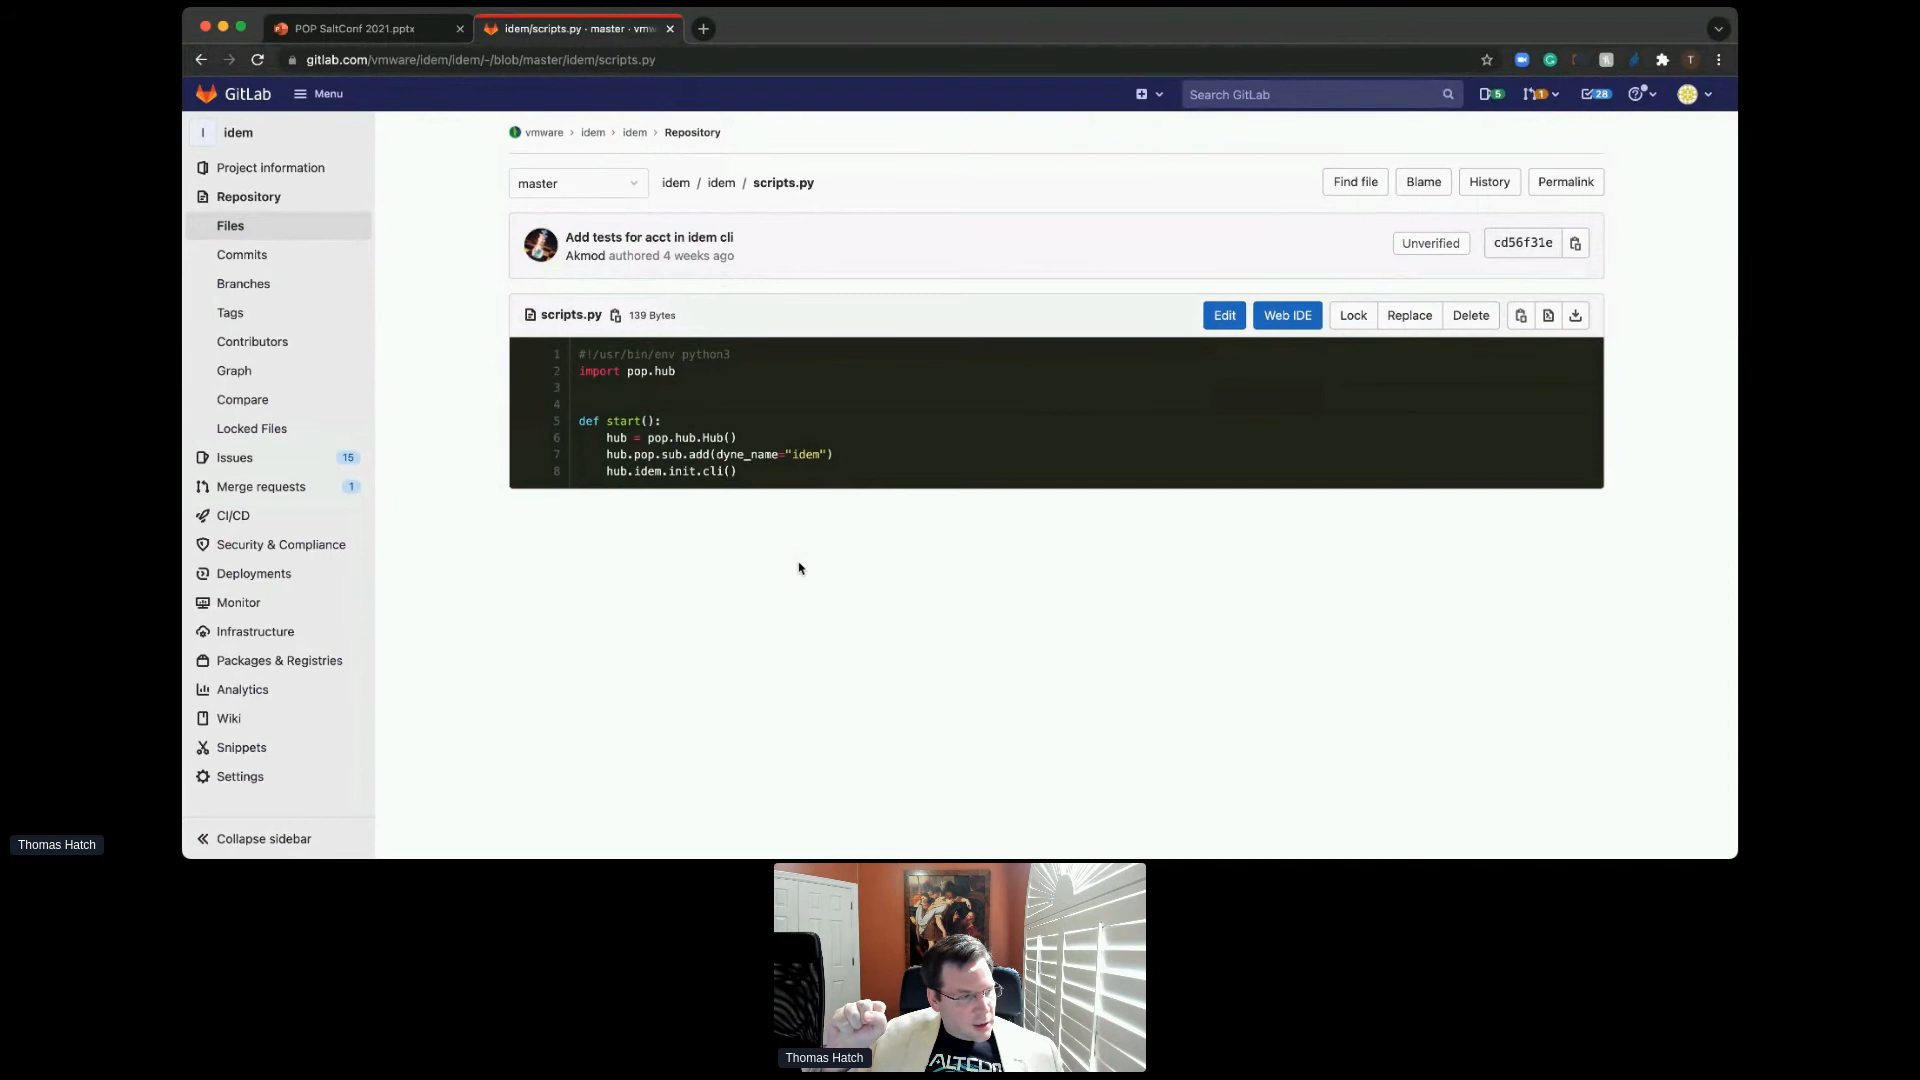 POP SaltConf 2021.pptx
idem/scripts.py · master · vmw
gitlab.com/vmware/idem/idem/-/blob/master/idem/scripts.py
T
GitLab
Menu
Search GitLab
5
1
28
I idem
Project information
Repository
Files
Commits
Branches
Tags
Contributors
Graph
Compare
Locked Files
Issues 15
Merge requests 1
CI/CD
Security & Compliance
Deployments
Monitor
Infrastructure
Packages & Registries
Analytics
Wiki
Snippets
Settings
Collapse sidebar
vmware › idem › idem › Repository
master
idem / idem / scripts.py
Find file
Blame
History
Permalink
Add tests for acct in idem cli
Akmod authored 4 weeks ago
Unverified
cd56f31e
scripts.py 139 Bytes
Edit
Web IDE
Lock
Replace
Delete
1 #!/usr/bin/env python3
2 import pop.hub
3
4
5 def start():
6 hub = pop.hub.Hub()
7 hub.pop.sub.add(dyne_name="idem")
8 hub.idem.init.cli()
Thomas Hatch
Thomas Hatch